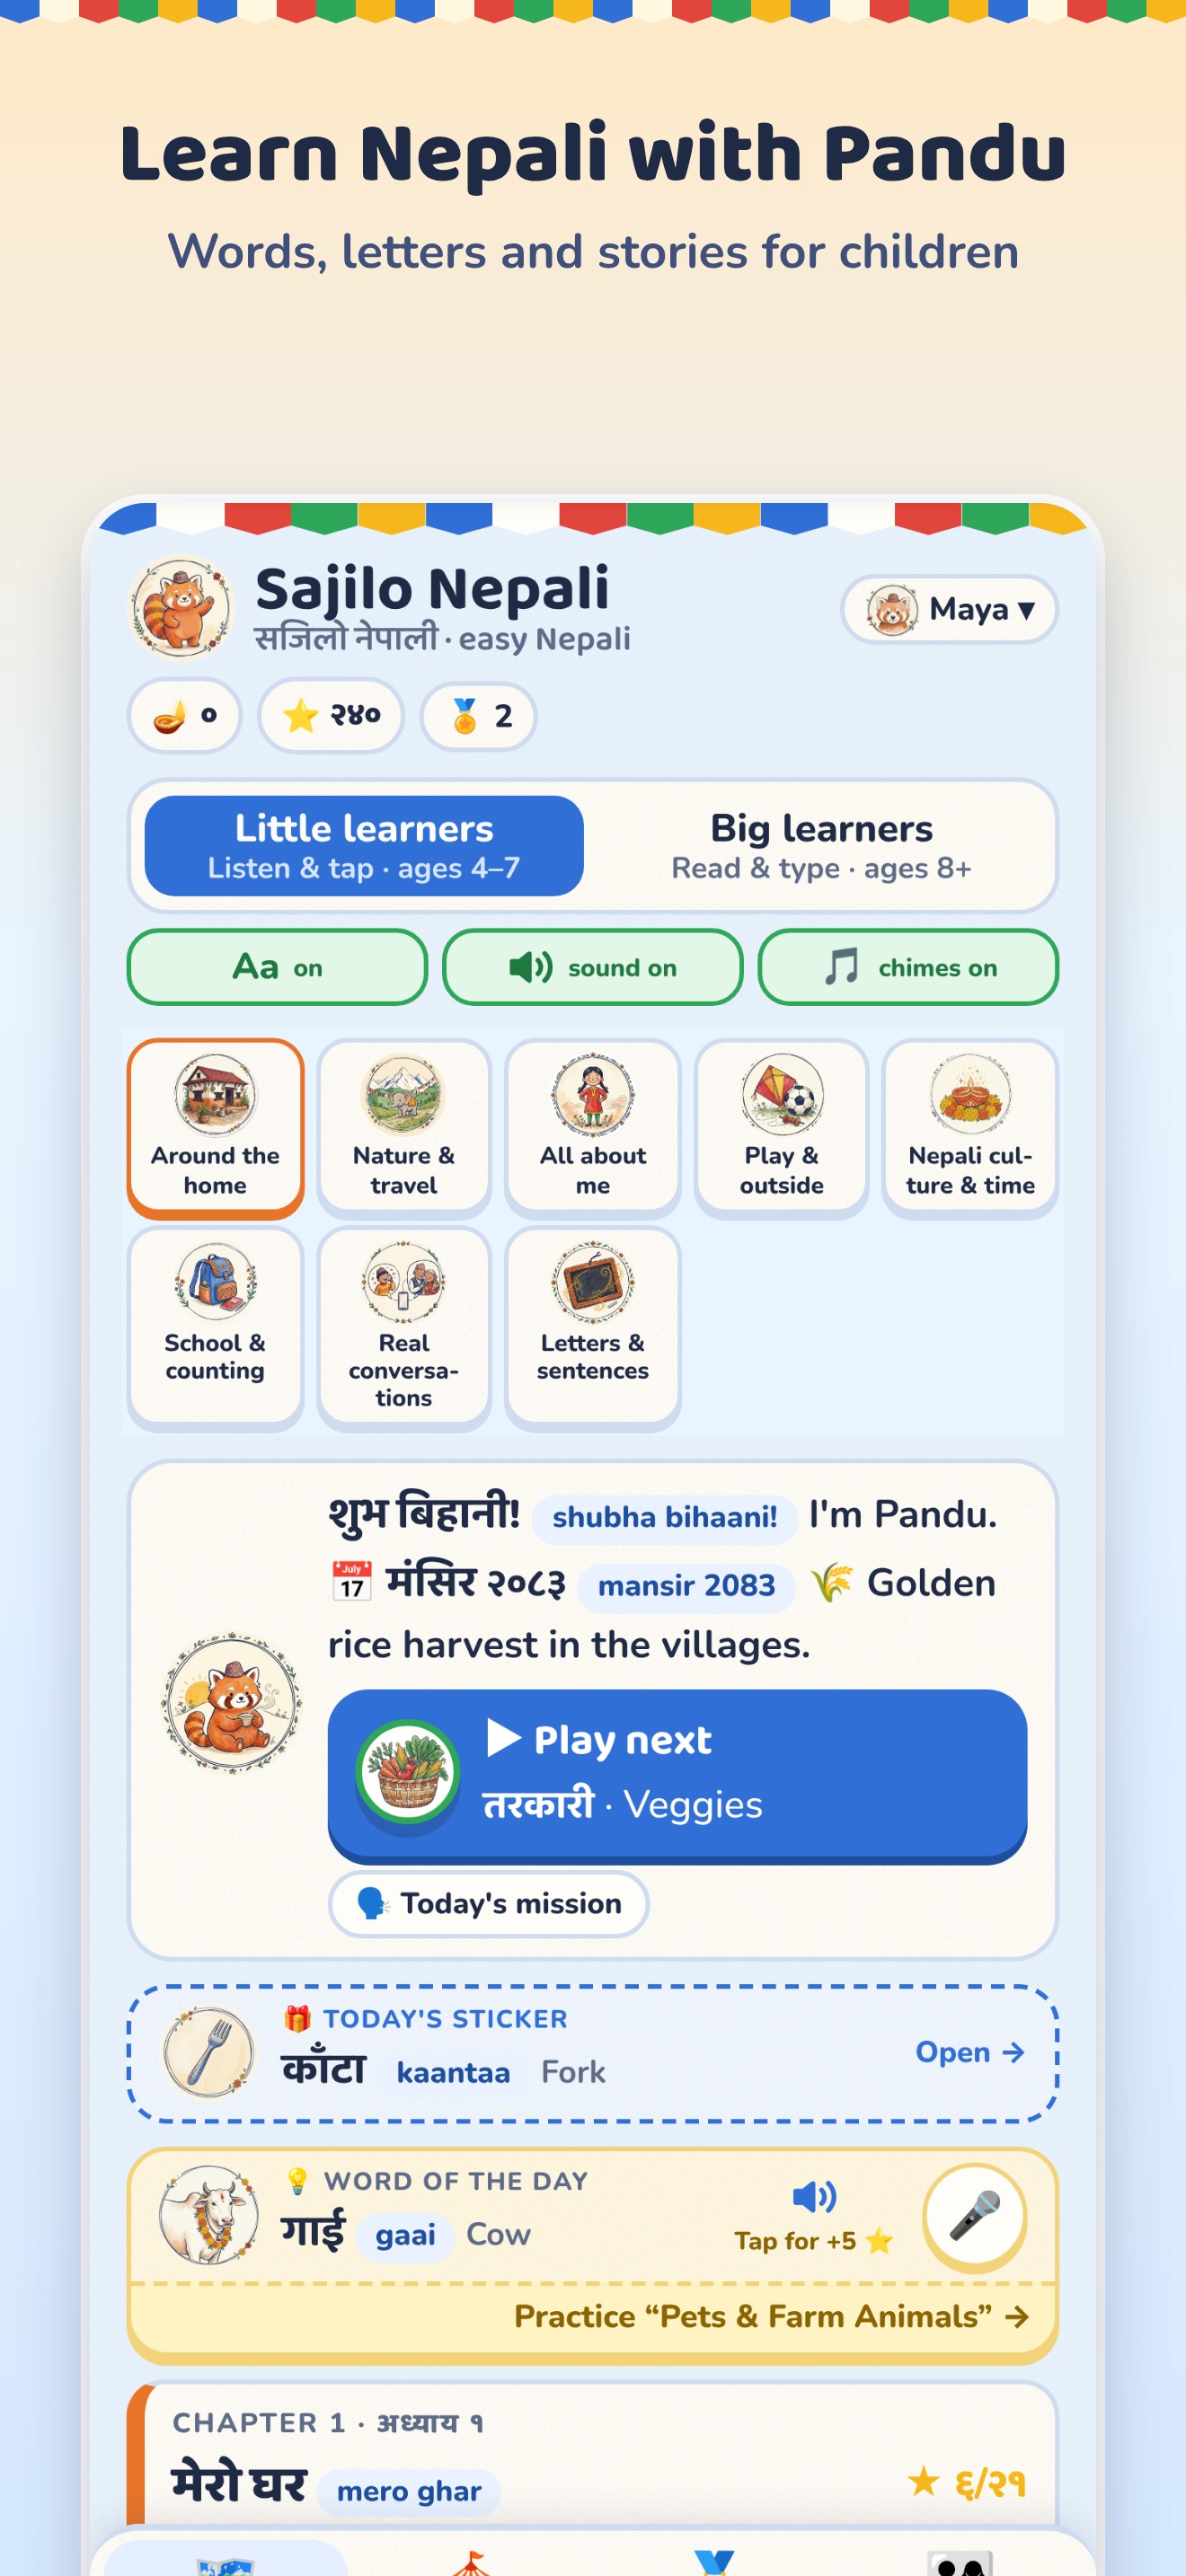 Learn Nepali with Pandu
Words, letters and stories for children
Sajilo Nepali
सजिलो नेपाली · easy Nepali
Maya ▼
०
२४०
2
Little learners
Listen & tap · ages 4–7
Big learners
Read & type · ages 8+
Aa on
sound on
chimes on
Around the
home
Nature &
travel
All about
me
Play &
outside
Nepali cul-
ture & time
School &
counting
Real
conversa-
tions
Letters &
sentences
शुभ बिहानी! shubha bihaani! I'm Pandu.
July 17 मंसिर २०८३ mansir 2083 Golden
rice harvest in the villages.
▶ Play next
तरकारी · Veggies
Today's mission
TODAY'S STICKER
काँटा kaantaa Fork
Open →
WORD OF THE DAY
गाई gaai Cow
Tap for +5
Practice “Pets & Farm Animals” →
CHAPTER 1 · अध्याय १
मेरो घर mero ghar
★ ६/२१